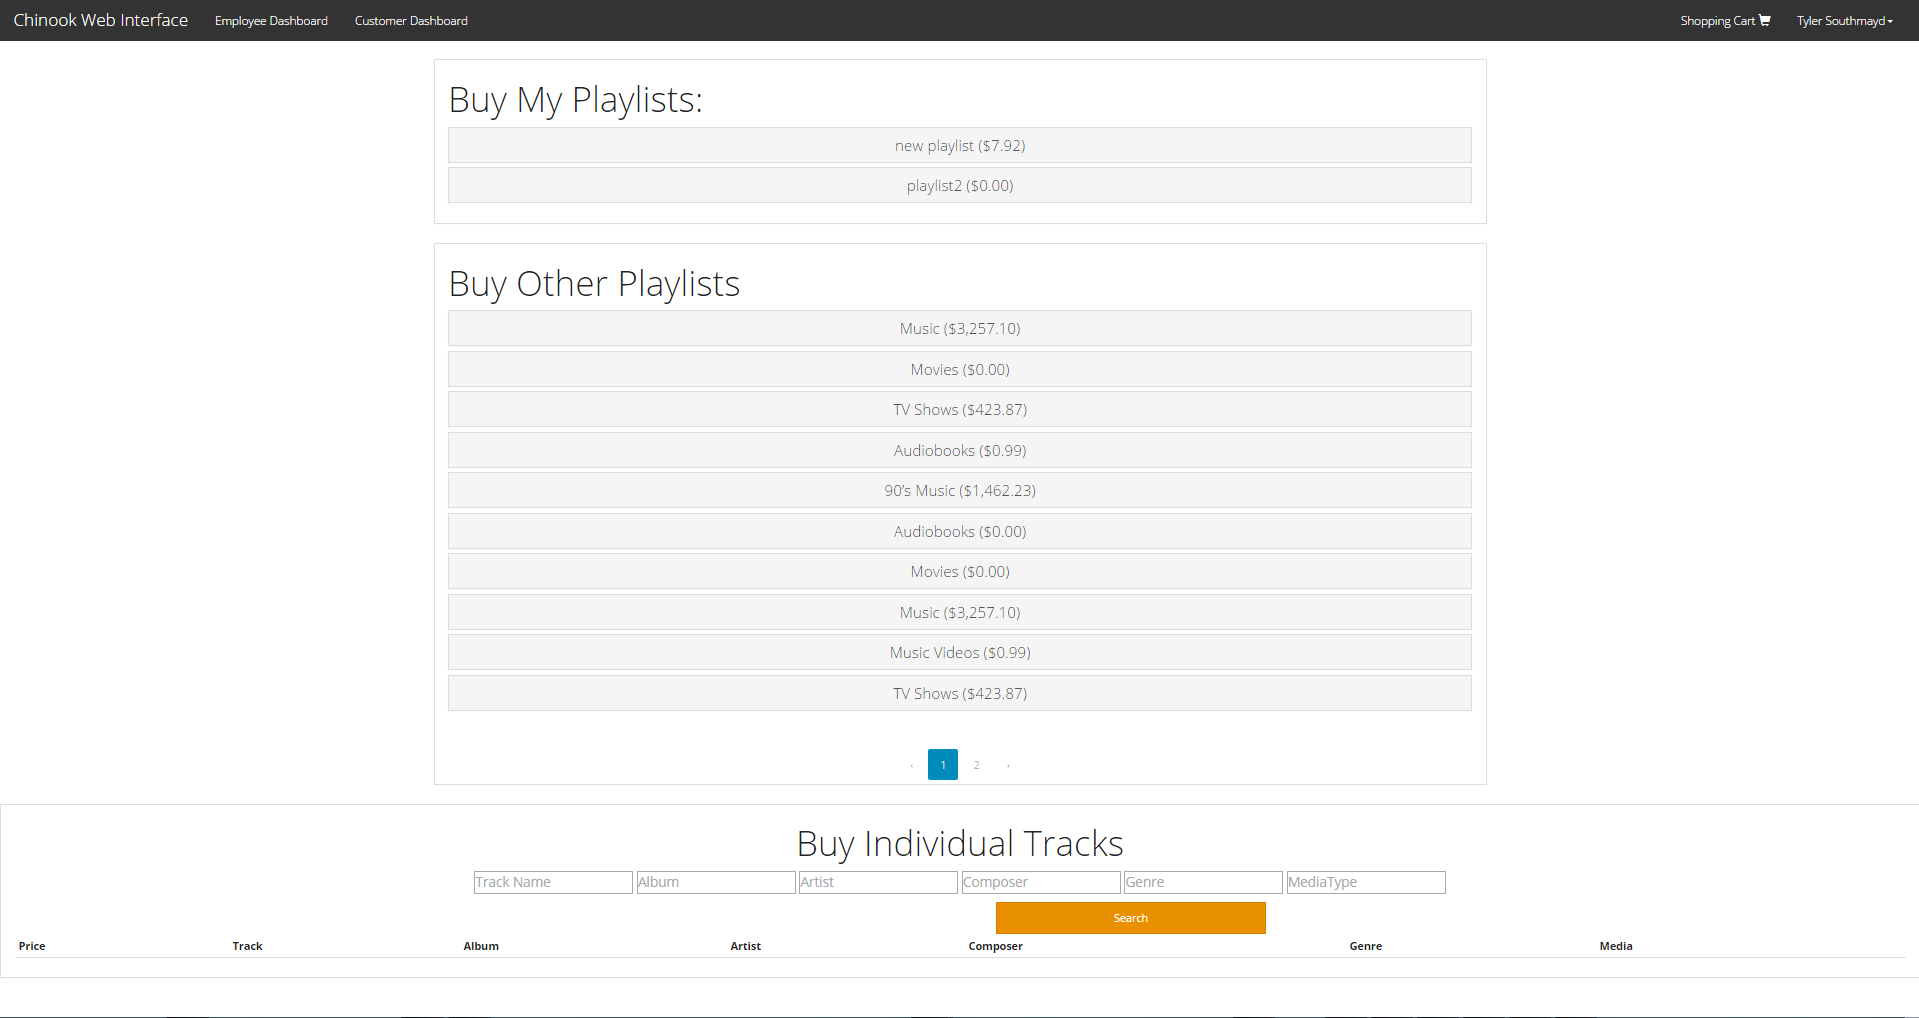 Chinook Web Interface Employee Dashboard Customer Dashboard Shopping Cart Tyler Southmayd
Buy My Playlists:
new playlist ($7.92)
playlist2 ($0.00)
Buy Other Playlists
Music ($3,257.10)
Movies ($0.00)
TV Shows ($423.87)
Audiobooks ($0.99)
90's Music ($1,462.23)
Audiobooks ($0.00)
Movies ($0.00)
Music ($3,257.10)
Music Videos ($0.99)
TV Shows ($423.87)
‹ 1 2 ›
Buy Individual Tracks
Track Name Album Artist Composer Genre MediaType
Search
Price Track Album Artist Composer Genre Media